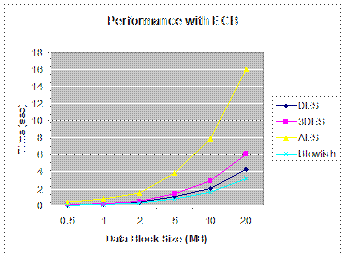 Performance with ECB
18
16
14
12
10
8
6
4
2
0
Time (sec)
0.5
1
2
5
10
20
Data Block Size (MB)
DES
3DES
AES
Blowfish